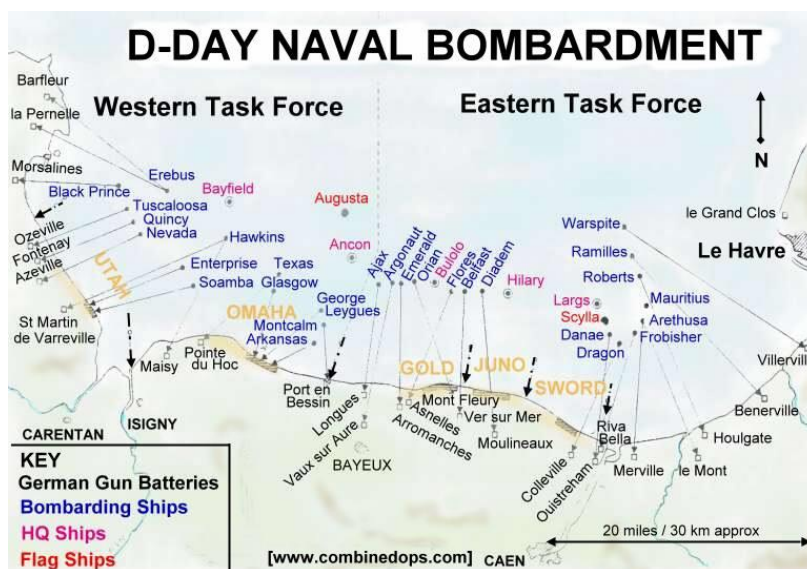 D-DAY NAVAL BOMBARDMENT
Western Task Force
Eastern Task Force
Barfleur
la Pernelle
Morsalines
Black Prince
Erebus
Bayfield
Augusta
Tuscaloosa
Quincy
Nevada
Ozeville
Fontenay
Azeville
UTAH
Hawkins
Ancon
Enterprise
Soamba
Texas
Glasgow
George
Leygues
OMAHA
Montcalm
Arkansas
St Martin
de Varreville
Maisy
Pointe
du Hoc
Port en
Bessin
Ajax
Argonaut
Emerald
Orian
Bulolo
Flores
Belfast
Diadem
Hilary
N
le Grand Clos
Le Havre
Warspite
Ramilles
Roberts
Largs
Scylla
Mauritius
Danae
Arethusa
Dragon
Frobisher
GOLD
JUNO
SWORD
Mont Fleury
Longues
Vaux sur Aure
Asnelles
Arromanches
Ver sur Mer
Moulineaux
Riva
Bella
Colleville
Ouistreham
Merville
le Mont
Houlgate
Benerville
Villerville
CARENTAN
ISIGNY
BAYEUX
CAEN
KEY
German Gun Batteries
Bombarding Ships
HQ Ships
Flag Ships
[www.combinedops.com]
20 miles / 30 km approx